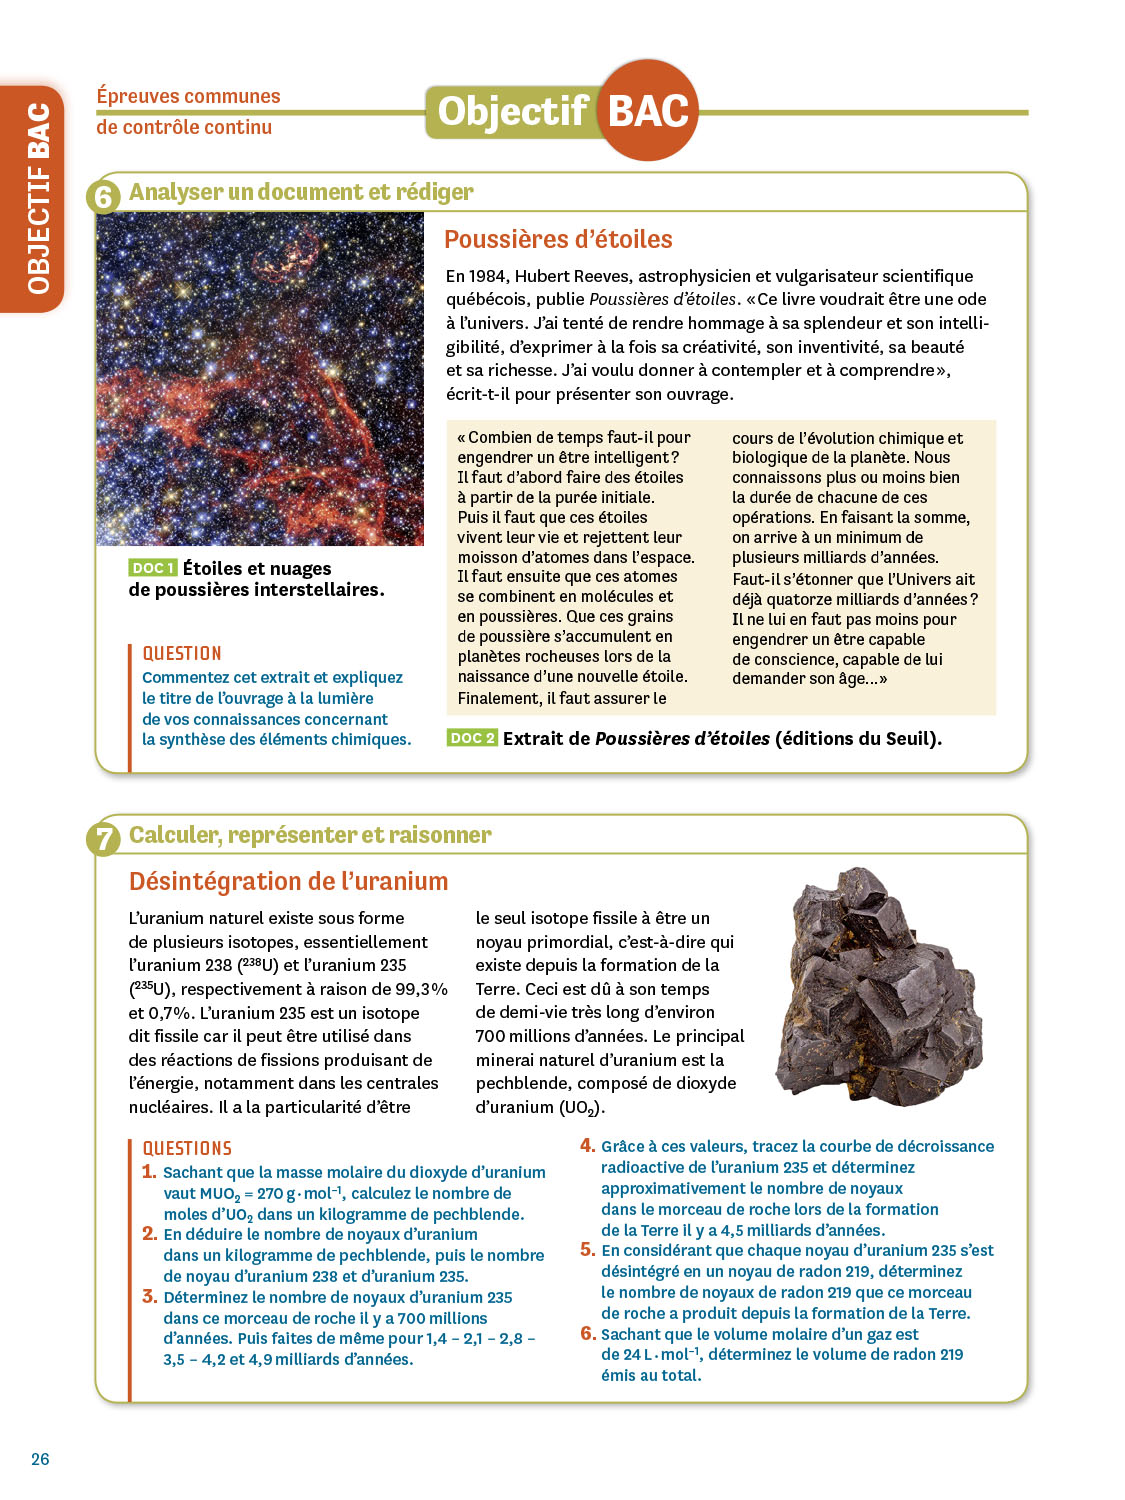 OBJECTIF BAC
Épreuves communes
de contrôle continu
Objectif BAC
6 Analyser un document et rédiger
Poussières d’étoiles
En 1984, Hubert Reeves, astrophysicien et vulgarisateur scientifique
québécois, publie Poussières d’étoiles. «Ce livre voudrait être une ode
à l’univers. J’ai tenté de rendre hommage à sa splendeur et son intelli-
gibilité, d’exprimer à la fois sa créativité, son inventivité, sa beauté
et sa richesse. J’ai voulu donner à contempler et à comprendre»,
écrit-t-il pour présenter son ouvrage.
« Combien de temps faut-il pour
engendrer un être intelligent ?
Il faut d’abord faire des étoiles
à partir de la purée initiale.
Puis il faut que ces étoiles
vivent leur vie et rejettent leur
moisson d’atomes dans l’espace.
Il faut ensuite que ces atomes
se combinent en molécules et
en poussières. Que ces grains
de poussière s’accumulent en
planètes rocheuses lors de la
naissance d’une nouvelle étoile.
Finalement, il faut assurer le
cours de l’évolution chimique et
biologique de la planète. Nous
connaissons plus ou moins bien
la durée de chacune de ces
opérations. En faisant la somme,
on arrive à un minimum de
plusieurs milliards d’années.
Faut-il s’étonner que l’Univers ait
déjà quatorze milliards d’années ?
Il ne lui en faut pas moins pour
engendrer un être capable
de conscience, capable de lui
demander son âge...»
DOC 2 Extrait de Poussières d’étoiles (éditions du Seuil).
DOC 1 Étoiles et nuages
de poussières interstellaires.
QUESTION
Commentez cet extrait et expliquez
le titre de l’ouvrage à la lumière
de vos connaissances concernant
la synthèse des éléments chimiques.
7 Calculer, représenter et raisonner
Désintégration de l’uranium
L’uranium naturel existe sous forme
de plusieurs isotopes, essentiellement
l’uranium 238 (²³⁸U) et l’uranium 235
(²³⁵U), respectivement à raison de 99,3 %
et 0,7%. L’uranium 235 est un isotope
dit fissile car il peut être utilisé dans
des réactions de fissions produisant de
l’énergie, notamment dans les centrales
nucléaires. Il a la particularité d’être
le seul isotope fissile à être un
noyau primordial, c’est-à-dire qui
existe depuis la formation de la
Terre. Ceci est dû à son temps
de demi-vie très long d’environ
700 millions d’années. Le principal
minerai naturel d’uranium est la
pechblende, composé de dioxyde
d’uranium (UO₂).
QUESTIONS
1. Sachant que la masse molaire du dioxyde d’uranium
vaut MUO₂ = 270 g·mol⁻¹, calculez le nombre de
moles d’UO₂ dans un kilogramme de pechblende.
2. En déduire le nombre de noyaux d’uranium
dans un kilogramme de pechblende, puis le nombre
de noyau d’uranium 238 et d’uranium 235.
3. Déterminez le nombre de noyaux d’uranium 235
dans ce morceau de roche il y a 700 millions
d’années. Puis faites de même pour 1,4 – 2,1 – 2,8 –
3,5 – 4,2 et 4,9 milliards d’années.
4. Grâce à ces valeurs, tracez la courbe de décroissance
radioactive de l’uranium 235 et déterminez
approximativement le nombre de noyaux
dans le morceau de roche lors de la formation
de la Terre il y a 4,5 milliards d’années.
5. En considérant que chaque noyau d’uranium 235 s’est
désintégré en un noyau de radon 219, déterminez
le nombre de noyaux de radon 219 que ce morceau
de roche a produit depuis la formation de la Terre.
6. Sachant que le volume molaire d’un gaz est
de 24 L·mol⁻¹, déterminez le volume de radon 219
émis au total.
26